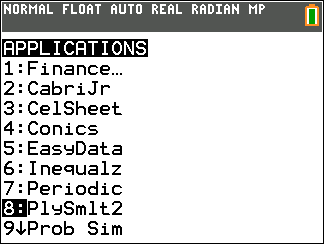 NORMAL FLOAT AUTO REAL RADIAN MP
APPLICATIONS
1:Finance…
2:CabriJr
3:CelSheet
4:Conics
5:EasyData
6:Inequalz
7:Periodic
8:PlySmlt2
9↓Prob Sim